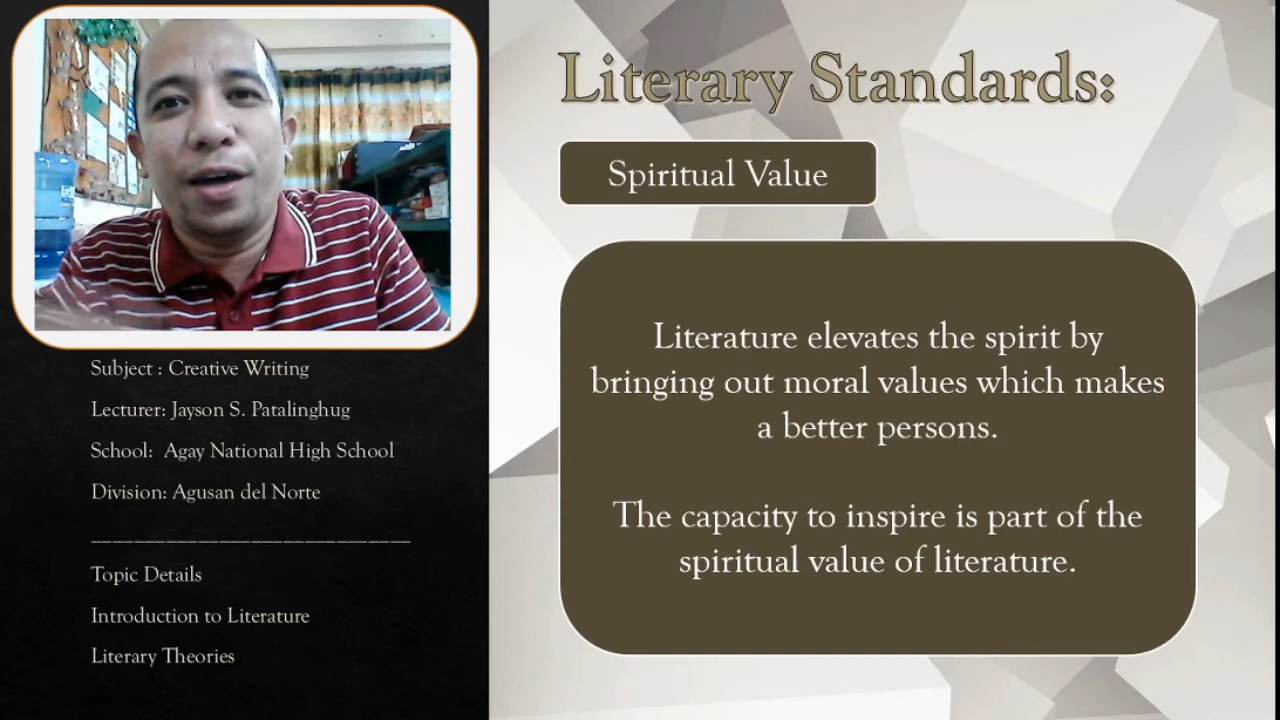 Literary Standards:
Spiritual Value
Literature elevates the spirit by
bringing out moral values which makes
a better persons.
The capacity to inspire is part of the
spiritual value of literature.
Subject : Creative Writing
Lecturer: Jayson S. Patalinghug
School:  Agay National High School
Division: Agusan del Norte
______________________________
Topic Details
Introduction to Literature
Literary Theories